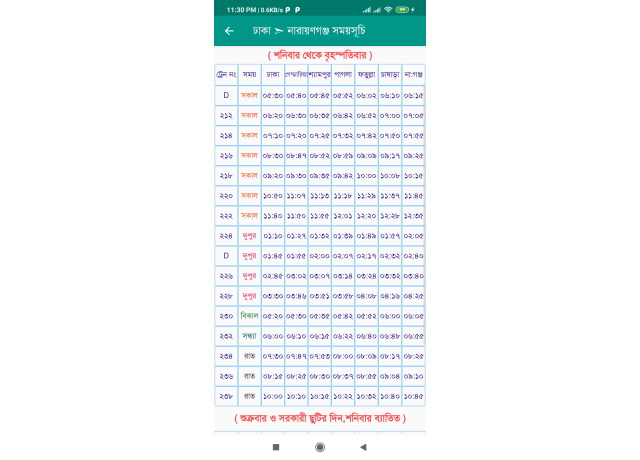 11:30 PM | 0.6KB/s
ঢাকা ➣ নারায়ণগঞ্জ সময়সূচি
( শনিবার থেকে বৃহস্পতিবার )
ট্রেন নং সময় ঢাকা গেন্ডারিয়া শ্যামপুর পাগলা ফতুল্লা চাষাড়া না:গঞ্জ
D সকাল ০৫:৩০ ০৫:৪০ ০৫:৪৫ ০৫:৫২ ০৬:০২ ০৬:১০ ০৬:১৫
২১২ সকাল ০৬:২০ ০৬:৩০ ০৬:৩৫ ০৬:৪২ ০৬:৫২ ০৭:০০ ০৭:০৫
২১৪ সকাল ০৭:১০ ০৭:২০ ০৭:২৫ ০৭:৩২ ০৭:৪২ ০৭:৫০ ০৭:৫৫
২১৬ সকাল ০৮:৩০ ০৮:৪৭ ০৮:৫২ ০৮:৫৯ ০৯:০৯ ০৯:১৭ ০৯:২৫
২১৮ সকাল ০৯:২০ ০৯:৩০ ০৯:৩৫ ০৯:৪২ ১০:০০ ১০:০৮ ১০:১৫
২২০ সকাল ১০:৫০ ১১:০৭ ১১:১৩ ১১:১৮ ১১:২৯ ১১:৩৭ ১১:৪৫
২২২ সকাল ১১:৪০ ১১:৫০ ১১:৫৫ ১২:০১ ১২:২০ ১২:২৮ ১২:৩৫
২২৪ দুপুর ০১:১০ ০১:২৭ ০১:৩২ ০১:৩৯ ০১:৪৯ ০১:৫৭ ০২:০৫
D দুপুর ০১:৪৫ ০১:৫৫ ০২:০০ ০২:০৭ ০২:১৭ ০২:৩২ ০২:৪০
২২৬ দুপুর ০২:৪৫ ০৩:০২ ০৩:০৭ ০৩:১৪ ০৩:২৪ ০৩:৩২ ০৩:৪০
২২৮ দুপুর ০৩:৩০ ০৩:৪৬ ০৩:৫১ ০৩:৫৮ ০৪:০৮ ০৪:১৬ ০৪:২৫
২৩০ বিকাল ০৫:২০ ০৫:৩০ ০৫:৩৫ ০৫:৪২ ০৫:৫২ ০৬:০০ ০৬:০৫
২৩২ সন্ধ্যা ০৬:০০ ০৬:১০ ০৬:১৫ ০৬:২২ ০৬:৪০ ০৬:৪৮ ০৬:৫৫
২৩৪ রাত ০৭:৩০ ০৭:৪৭ ০৭:৫৩ ০৮:০০ ০৮:০৯ ০৮:১৭ ০৮:২৫
২৩৬ রাত ০৮:১৫ ০৮:২৫ ০৮:৩০ ০৮:৩৭ ০৮:৫৫ ০৯:০৪ ০৯:১০
২৩৮ রাত ১০:০০ ১০:১০ ১০:১৫ ১০:২২ ১০:৩২ ১০:৪০ ১০:৪৫
( শুক্রবার ও সরকারী ছুটির দিন,শনিবার ব্যাতিত )